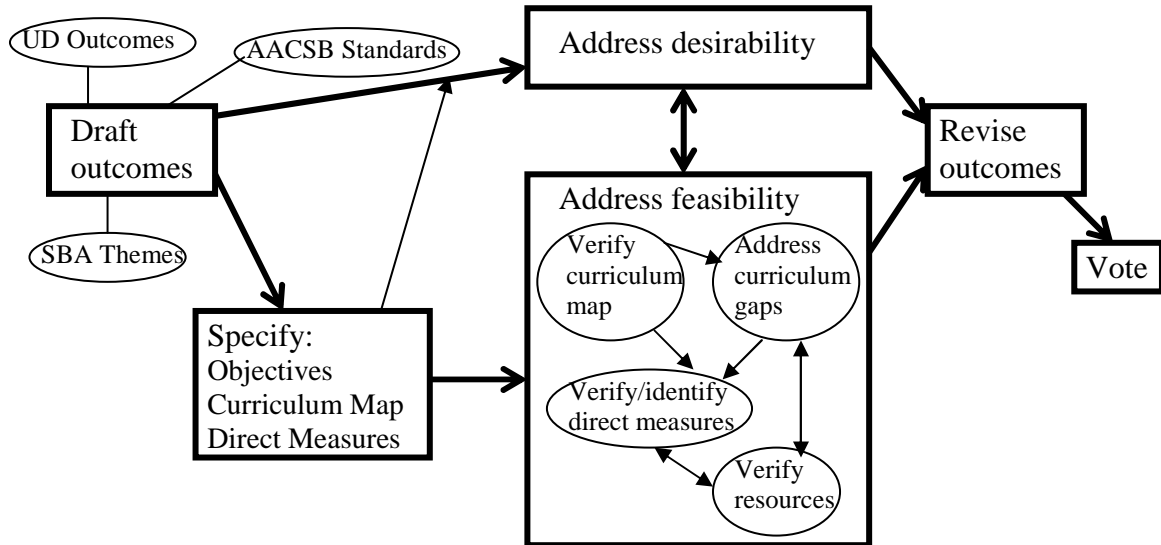 UD Outcomes
AACSB Standards
Draft
outcomes
SBA Themes
Specify:
Objectives
Curriculum Map
Direct Measures
Address desirability
Address feasibility
Verify
curriculum
map
Address
curriculum
gaps
Verify/identify
direct measures
Verify
resources
Revise
outcomes
Vote